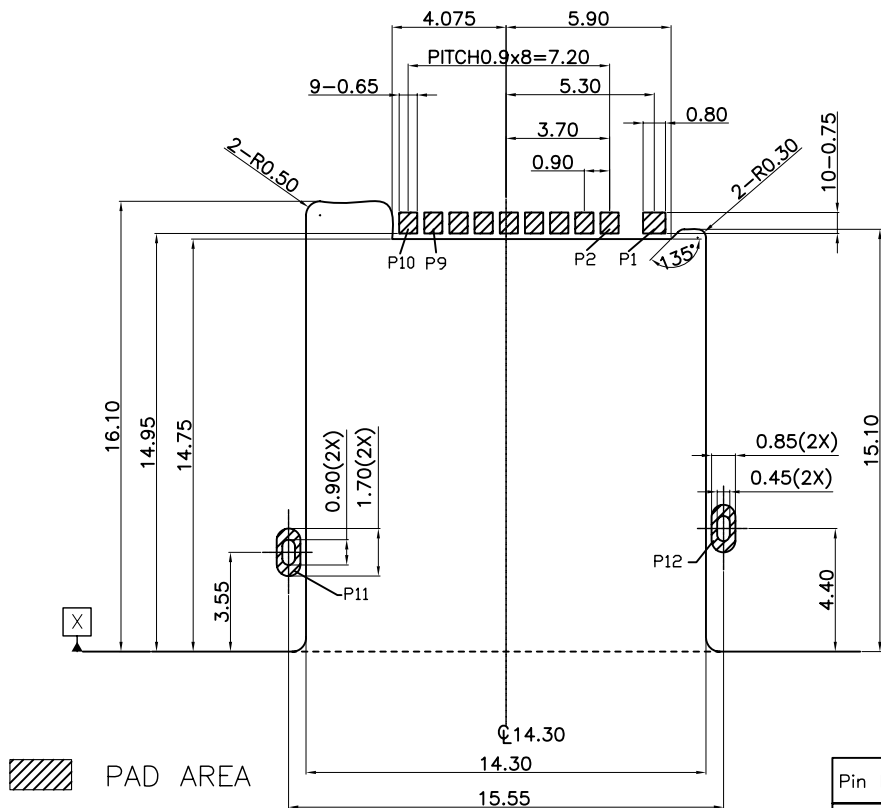 4.075
5.90
PITCH0.9x8=7.20
9-0.65
5.30
0.80
3.70
0.90
10-0.75
2-R0.50
2-R0.30
P10
P9
P2
P1
135°
16.10
14.95
14.75
15.10
0.90(2X)
1.70(2X)
0.85(2X)
0.45(2X)
P12
P11
3.55
4.40
X
℄14.30
14.30
15.55
PAD AREA
Pin